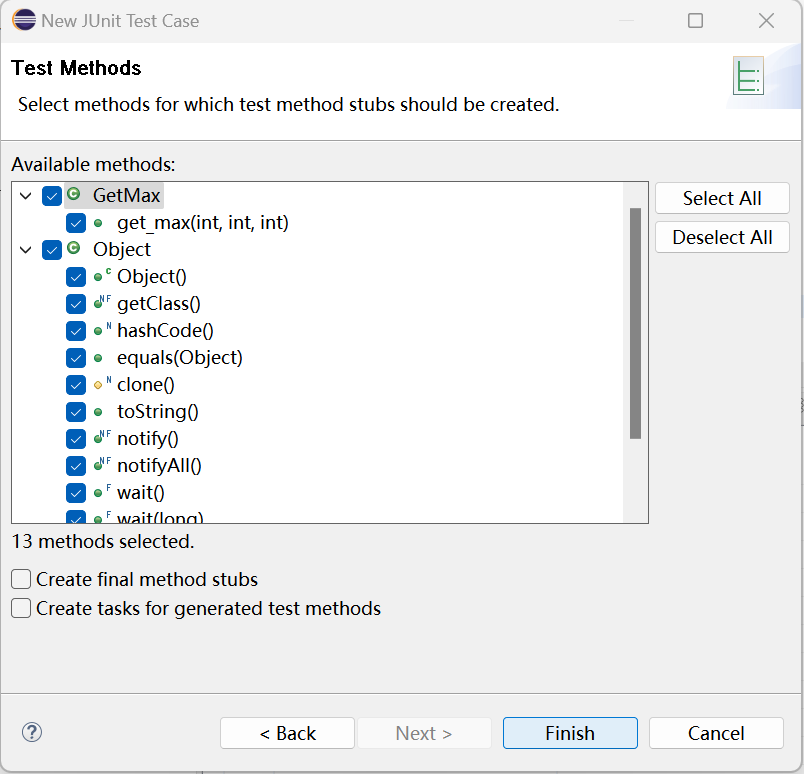 New JUnit Test Case
Test Methods
Select methods for which test method stubs should be created.
Available methods:
GetMax
get_max(int, int, int)
Object
Object()
getClass()
hashCode()
equals(Object)
clone()
toString()
notify()
notifyAll()
wait()
wait(long)
Select All
Deselect All
13 methods selected.
Create final method stubs
Create tasks for generated test methods
< Back
Next >
Finish
Cancel